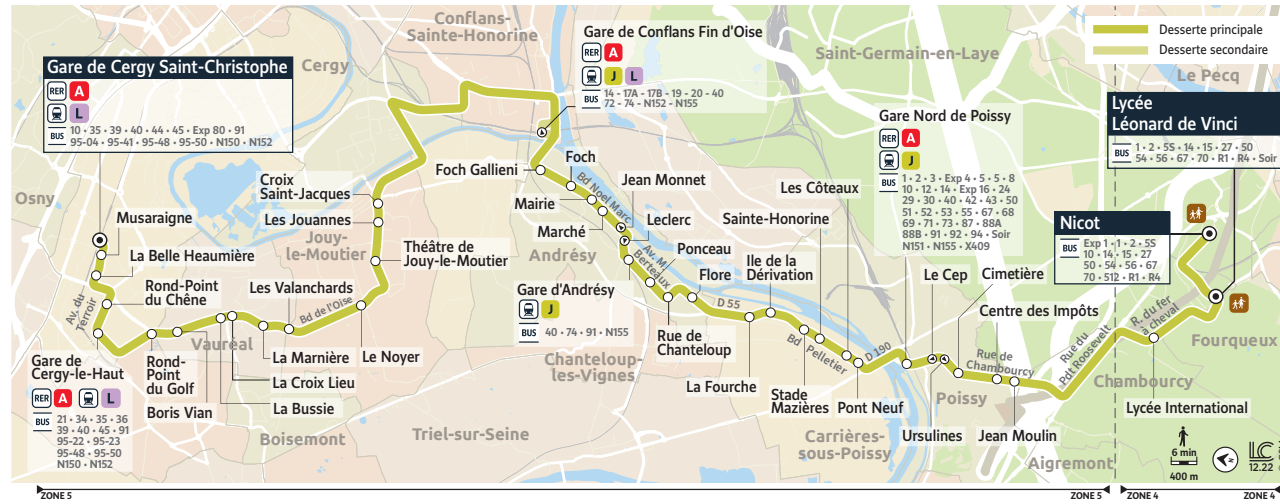 Conflans-
Sainte-Honorine
Cergy
Saint-Germain-en-Laye
Le Pecq
Osny
Desserte principale
Desserte secondaire
Gare de Cergy Saint-Christophe
RER A
L
BUS 10 • 35 • 39 • 40 • 44 • 45 • Exp 80 • 91
95-04 • 95-41 • 95-48 • 95-50 • N150 • N152
Gare de Conflans Fin d'Oise
RER A
J L
BUS 14 - 17A - 17B - 19 - 20 - 40
72 - 74 - N152 - N155
Gare Nord de Poissy
RER A
J
BUS 1 • 2 • 3 • Exp 4 • 5 • 5 • 8
10 • 12 • 14 • Exp 16 • 24
29 • 30 • 40 • 42 • 43 • 50
51 • 52 • 53 • 55 • 67 • 68
69 • 71 • 73 • 87 • 88A
88B • 91 • 92 • 94 • Soir
N151 • N155 • X409
Lycée
Léonard de Vinci
BUS 1 • 2 • 5S • 14 • 15 • 27 • 50
54 • 56 • 67 • 70 • R1 • R4 • Soir
Nicot
BUS Exp 1 • 1 • 2 • 5S
10 • 14 • 15 • 27
50 • 54 • 56 • 67
70 • 512 • R1 • R4
Musaraigne
La Belle Heaumière
Rond-Point
du Chêne
Av. du
Terroir
Gare de
Cergy-le-Haut
RER A L
BUS 21 • 34 • 35 • 36
39 • 40 • 45 • 91
95-22 • 95-23
95-48 • 95-50
N150 • N152
Rond-
Point
du Golf
Boris Vian
Vauréal
La Bussie
La Croix Lieu
La Marnière
Les Valanchards
Bd de l'Oise
Le Noyer
Théâtre de
Jouy-le-Moutier
Les Jouannes
Croix
Saint-Jacques
Jouy-
le-Moutier
Boisemont
Triel-sur-Seine
Foch Gallieni
Foch
Bd Noel Marc
Mairie
Marché
Jean Monnet
Leclerc
Andrésy
Gare d'Andrésy
J
BUS 40 • 74 • 91 • N155
Av. Ml
Berteaux
Ponceau
Rue de
Chanteloup
Flore
D 55
Chanteloup-
les-Vignes
La Fourche
Ile de la
Dérivation
Sainte-Honorine
Les Côteaux
Stade
Mazières
Bd Pelletier
Pont Neuf
D 190
Carrières-
sous-Poissy
Le Cep
Ursulines
Poissy
Cimetière
Centre des Impôts
Rue de
Chambourcy
Jean Moulin
Rue du
Pdt Roosevelt
Aigremont
Chambourcy
R. du fer
à cheval
Lycée International
Fourqueux
6 min
400 m
ILC
12.22
ZONE 5
ZONE 5
ZONE 4
ZONE 4